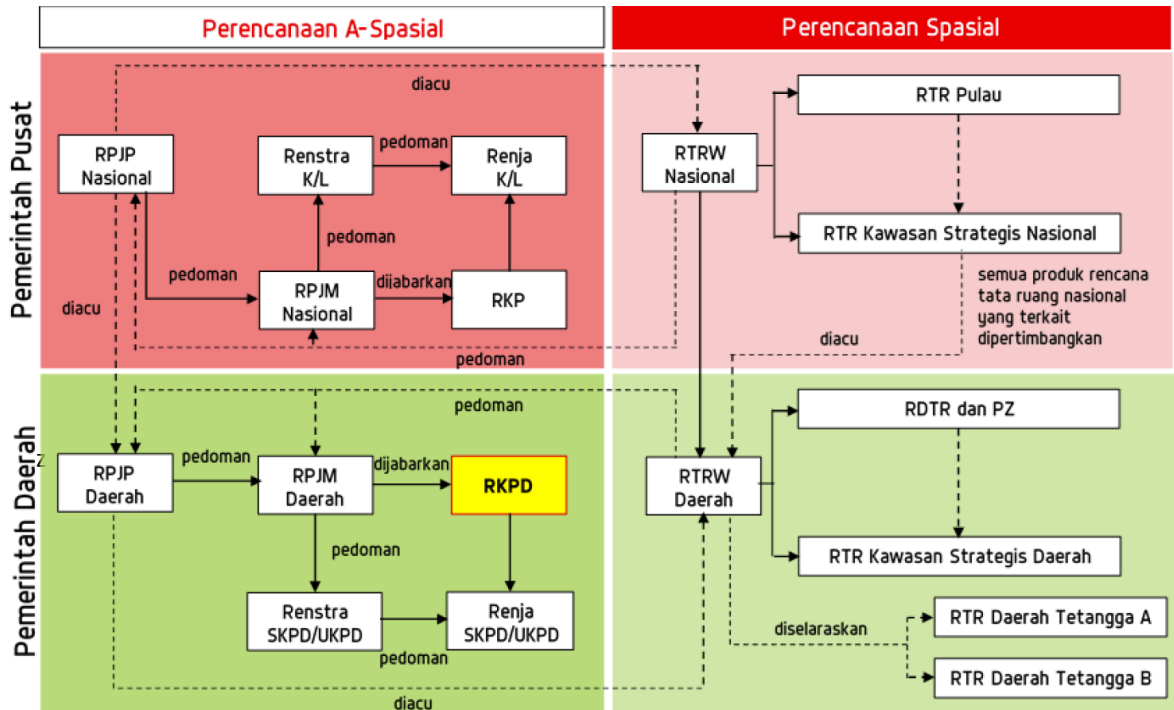 Perencanaan A-Spasial
Perencanaan Spasial
Pemerintah Pusat
diacu
RPJP
Nasional
Renstra
K/L
pedoman
Renja
K/L
pedoman
pedoman
RPJM
Nasional
dijabarkan
RKP
diacu
pedoman
RTRW
Nasional
RTR Pulau
RTR Kawasan Strategis Nasional
semua produk rencana
tata ruang nasional
yang terkait
dipertimbangkan
diacu
Pemerintah Daerah
Z
pedoman
RPJP
Daerah
pedoman
RPJM
Daerah
dijabarkan
RKPD
pedoman
Renstra
SKPD/UKPD
pedoman
Renja
SKPD/UKPD
diacu
RTRW
Daerah
RDTR dan PZ
RTR Kawasan Strategis Daerah
diselaraskan
RTR Daerah Tetangga A
RTR Daerah Tetangga B